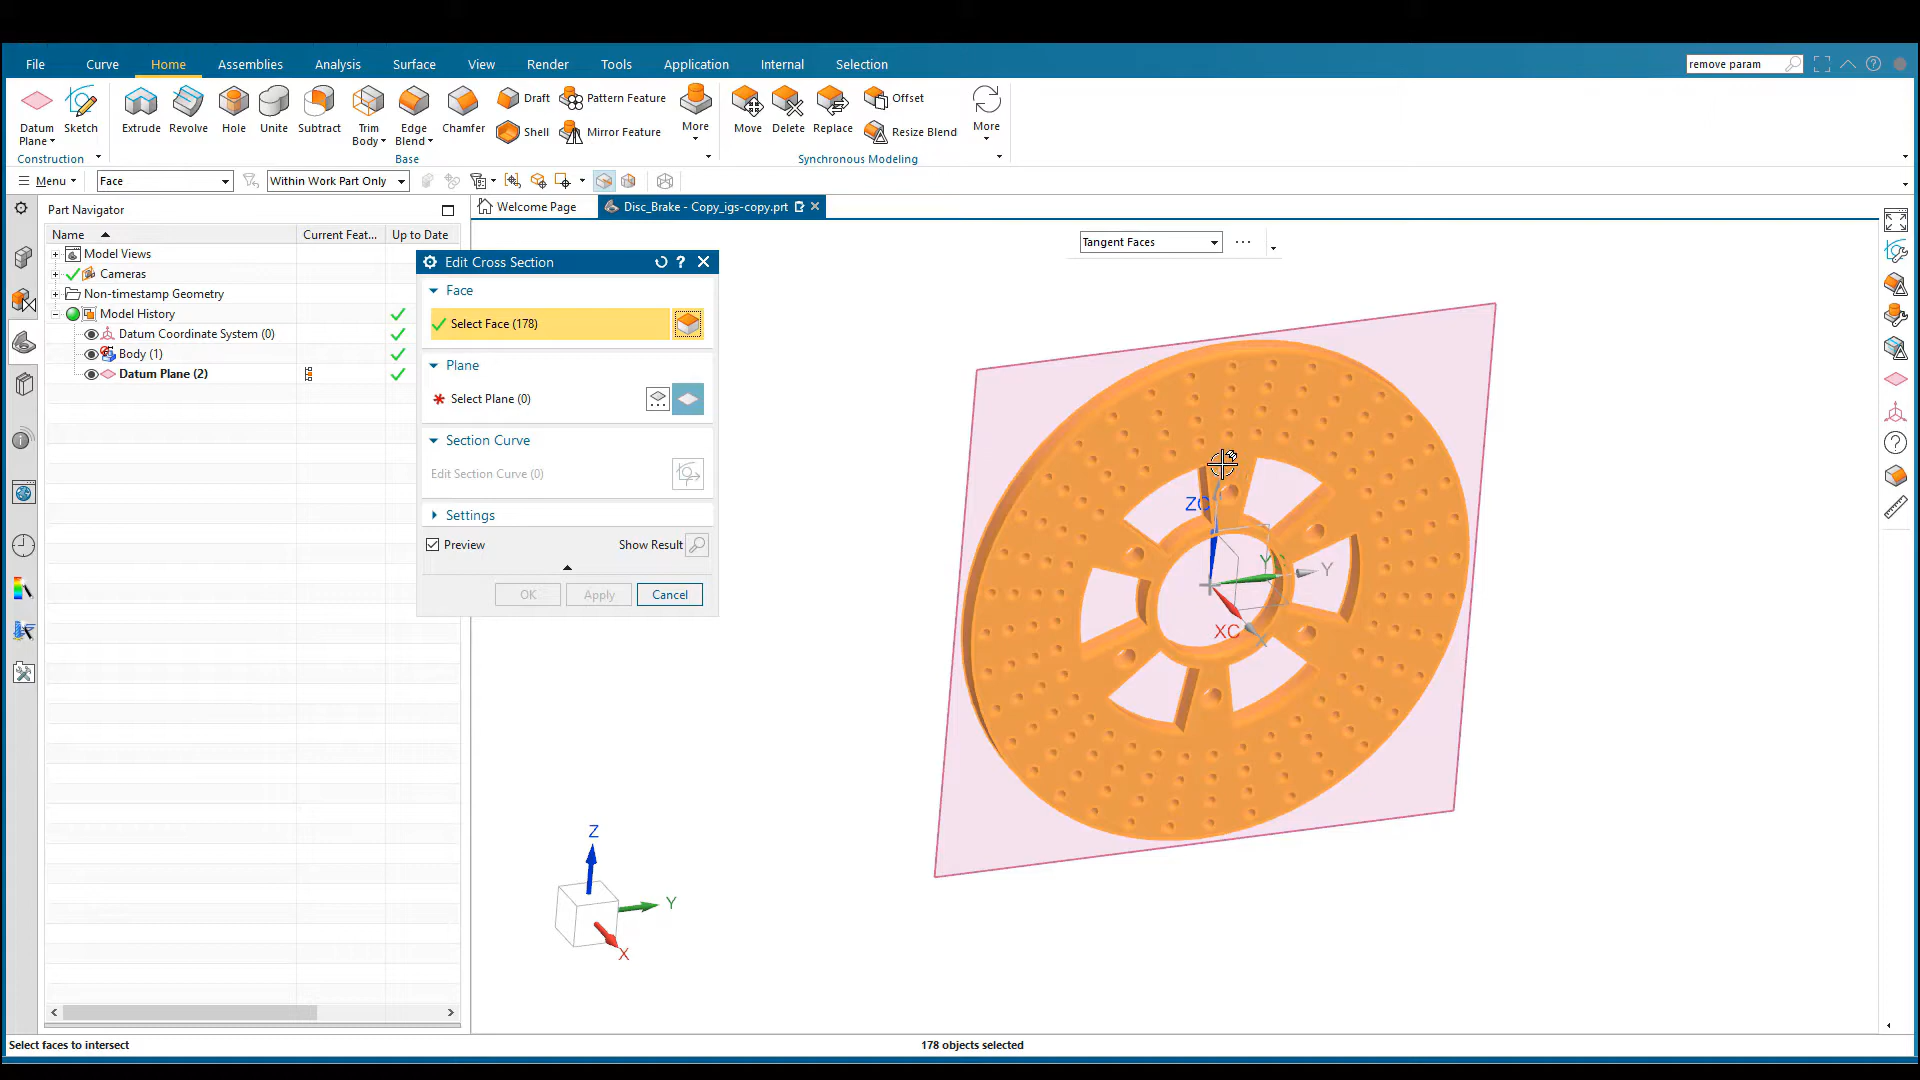 File
Curve
Home
Assemblies
Analysis
Surface
View
Render
Tools
Application
Internal
Selection
remove param
Datum
Plane
Sketch
Extrude
Revolve
Hole
Unite
Subtract
Trim
Body
Edge
Blend
Chamfer
Draft
Shell
Pattern Feature
Mirror Feature
More
Move
Delete
Replace
Offset
Resize Blend
More
Construction
Base
Synchronous Modeling
Menu
Face
Within Work Part Only
Part Navigator
Welcome Page
Disc_Brake - Copy_igs-copy.prt
Name
Current Feat...
Up to Date
Model Views
Cameras
Non-timestamp Geometry
Model History
Datum Coordinate System (0)
Body (1)
Datum Plane (2)
Edit Cross Section
Face
Select Face (178)
Plane
Select Plane (0)
Section Curve
Edit Section Curve (0)
Settings
Preview
Show Result
OK
Apply
Cancel
Tangent Faces
ZC
Y
XC
X
Z
Y
X
Select faces to intersect
178 objects selected